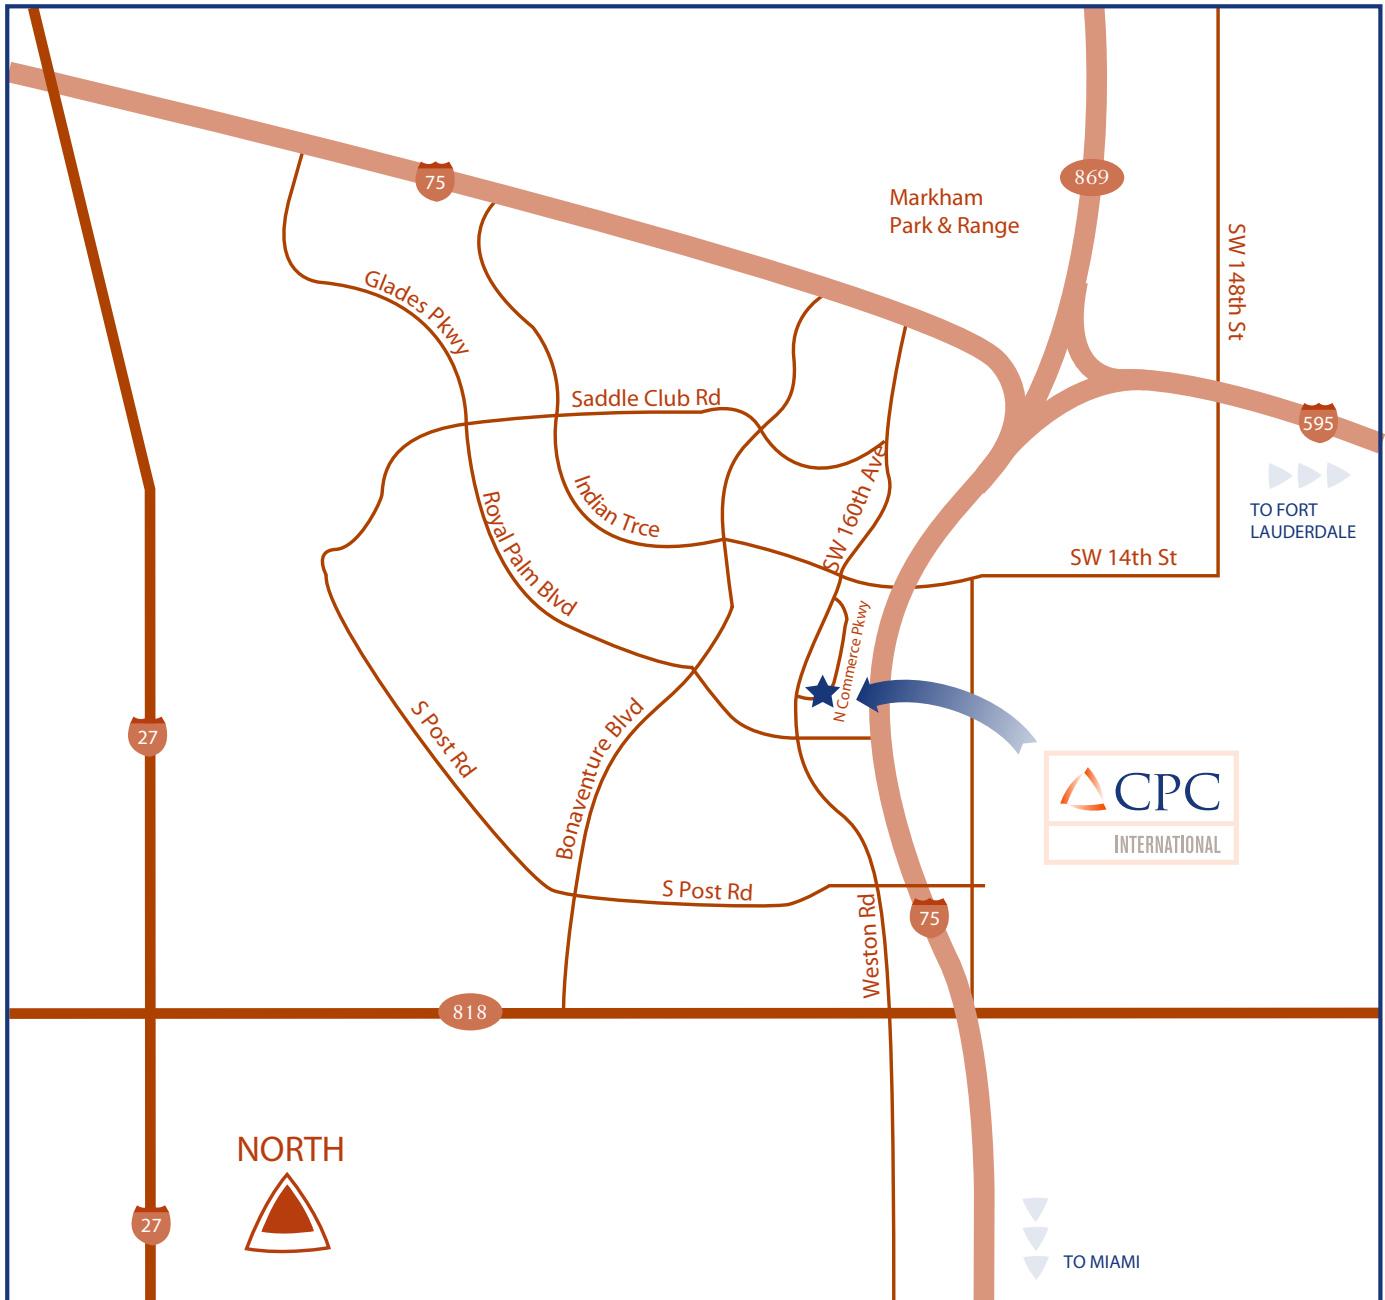 75
869
Markham
Park & Range
SW 148th St
Glades Pkwy
Saddle Club Rd
595
TO FORT
LAUDERDALE
Indian Trce
Royal Palm Blvd
SW 160th Ave
SW 14th St
N Commerce Pkwy
S Post Rd
27
Bonaventure Blvd
CPC
INTERNATIONAL
S Post Rd
Weston Rd
75
818
NORTH
27
TO MIAMI